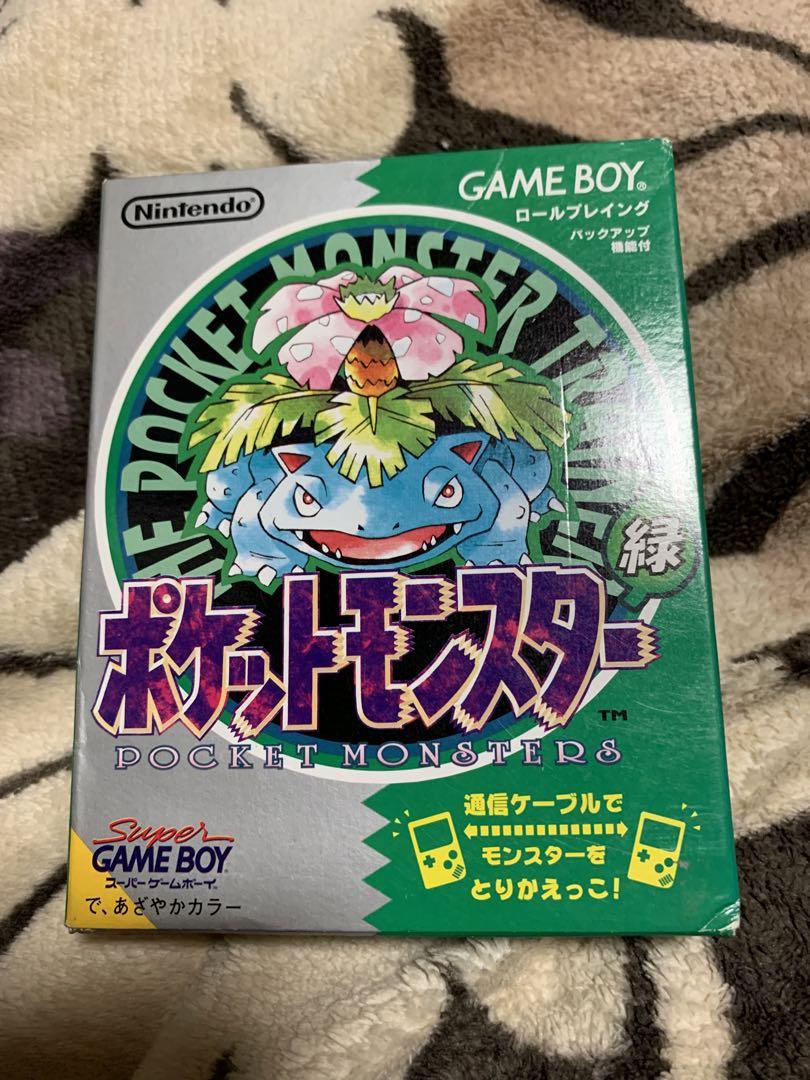 Nintendo®
GAME BOY®
ロールプレイング
バックアップ
機能付
THE POCKET MONSTER TRAINER
緑
ポケットモンスター
TM
POCKET MONSTERS
通信ケーブルで
モンスターを
とりかえっこ!
Super
GAME BOY®
スーパーゲームボーイ®
で、あざやかカラー